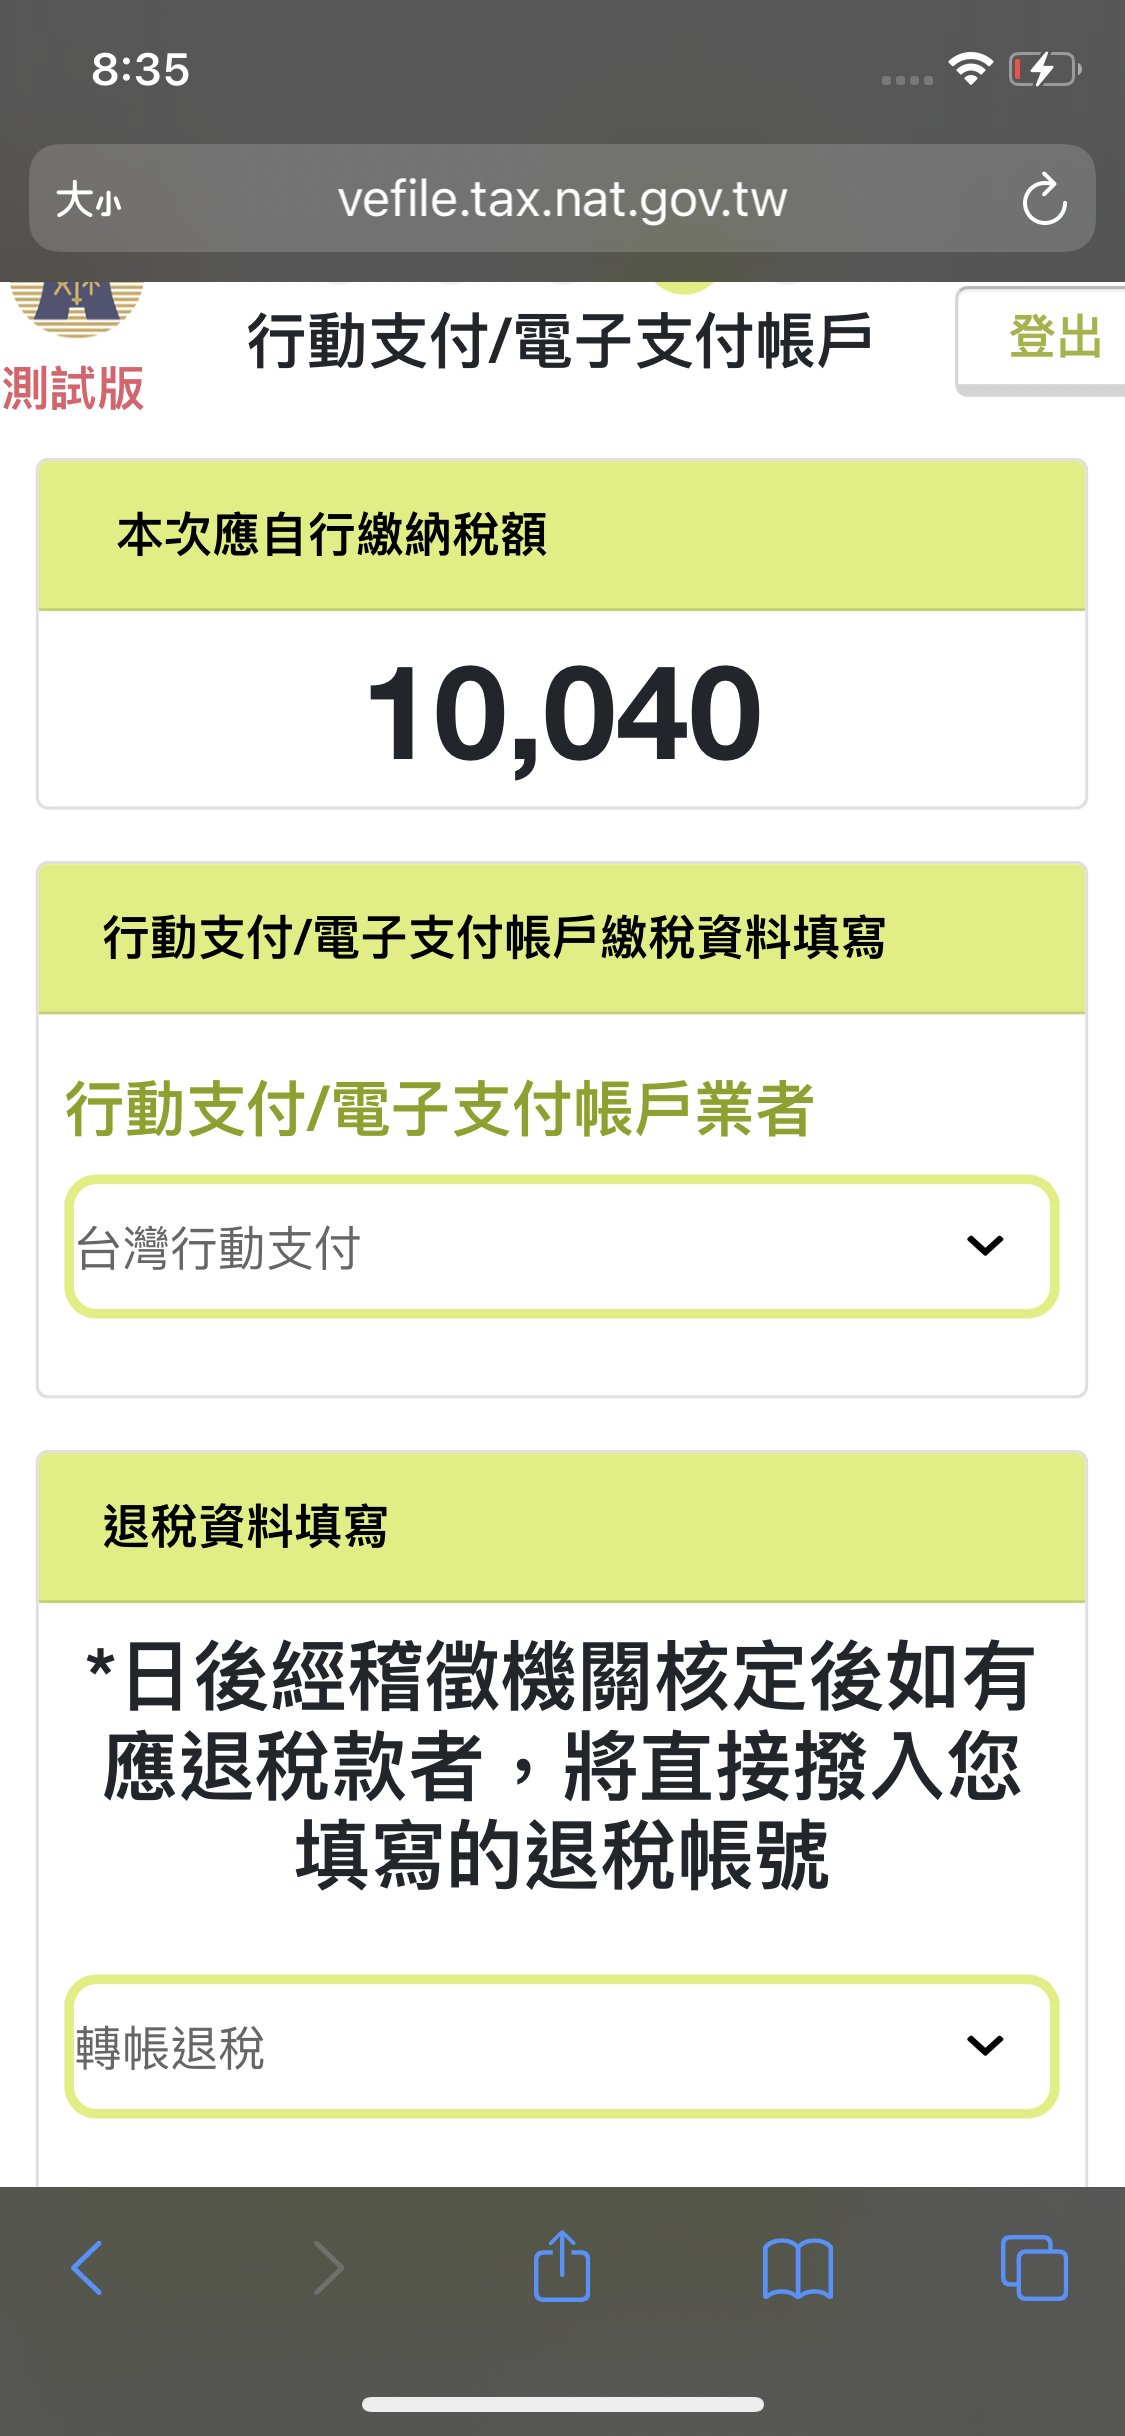 8:35
大小
vefile.tax.nat.gov.tw
行動支付/電子支付帳戶
登出
測試版
本次應自行繳納稅額
10,040
行動支付/電子支付帳戶繳稅資料填寫
行動支付/電子支付帳戶業者
台灣行動支付
退稅資料填寫
*日後經稽徵機關核定後如有
應退稅款者，將直接撥入您
填寫的退稅帳號
轉帳退稅